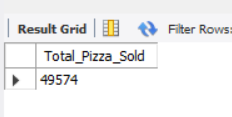 Result Grid Filter Rows:
Total_Pizza_Sold
49574